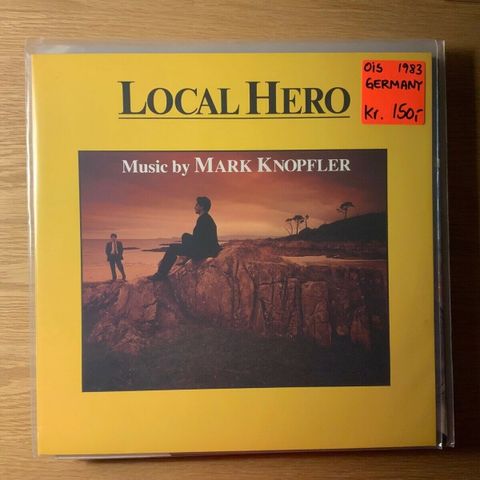 LOCAL HERO
OIS 1983
GERMANY
Kr. 150,-
Music by MARK KNOPFLER